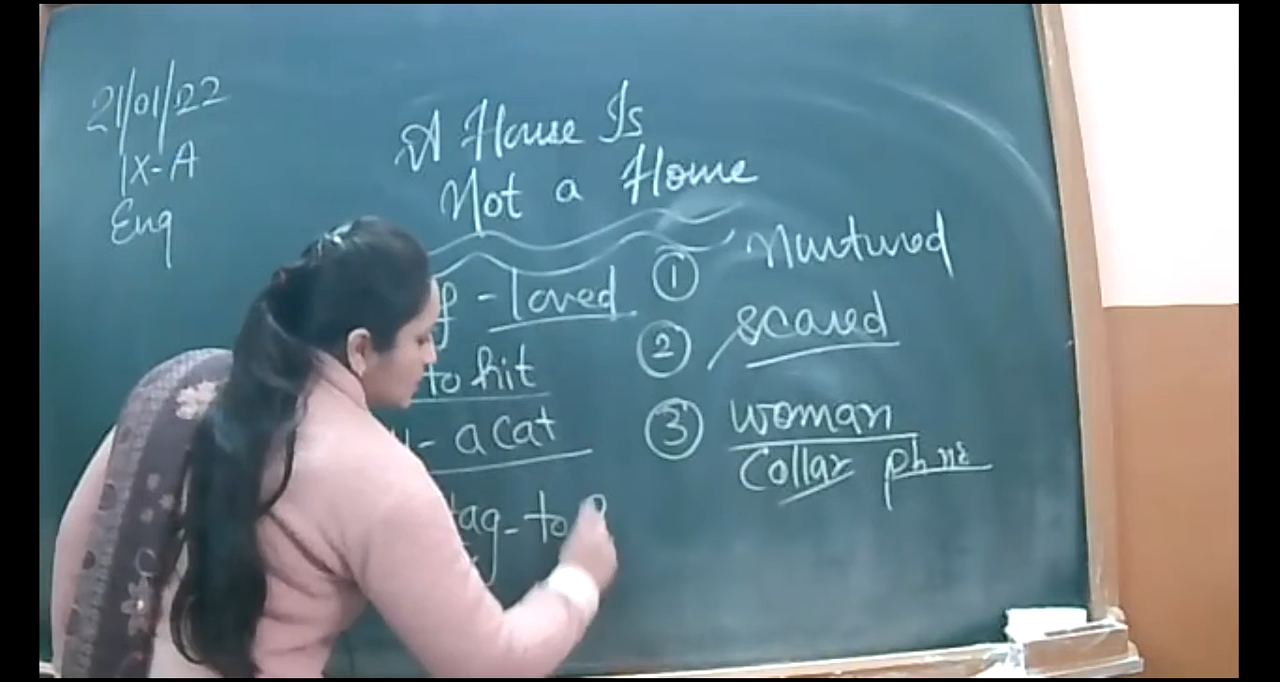 21/01/22
IX-A
Eng
A House Is
Not a Home
- loved
to hit
- a cat
tag - to
① Nurtured
② scared
③ woman
Collar